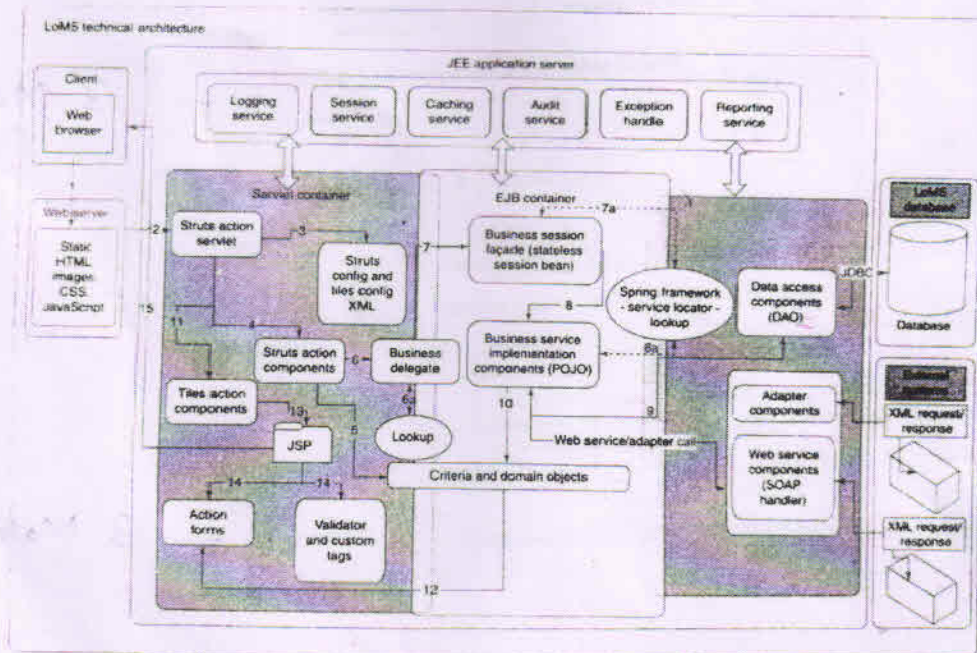 LoMS technical architecture
JEE application server
Client
Web
browser
Logging
service
Session
service
Caching
service
Audit
service
Exception
handle
Reporting
service
Web server
Static
HTML
images
CSS
JavaScript
Servlet container
2
Struts action
servlet
3
Struts
config and
tiles config
XML
15
11
4
Struts action
components
6
Business
delegate
6a
Lookup
Tiles action
components
13
JSP
5
14
14
Action
forms
Validator
and custom
tags
12
EJB container
7
7a
Business session
façade (stateless
session bean)
8
Business service
implementation
components (POJO)
10
9
Web service/adapter call
Criteria and domain objects
Spring framework
- service locator -
lookup
8a
Data access
components
(DAO)
JDBC
Adapter
components
Web service
components
(SOAP
handler)
LoMS
database
Database
External
XML request/
response
XML request/
response